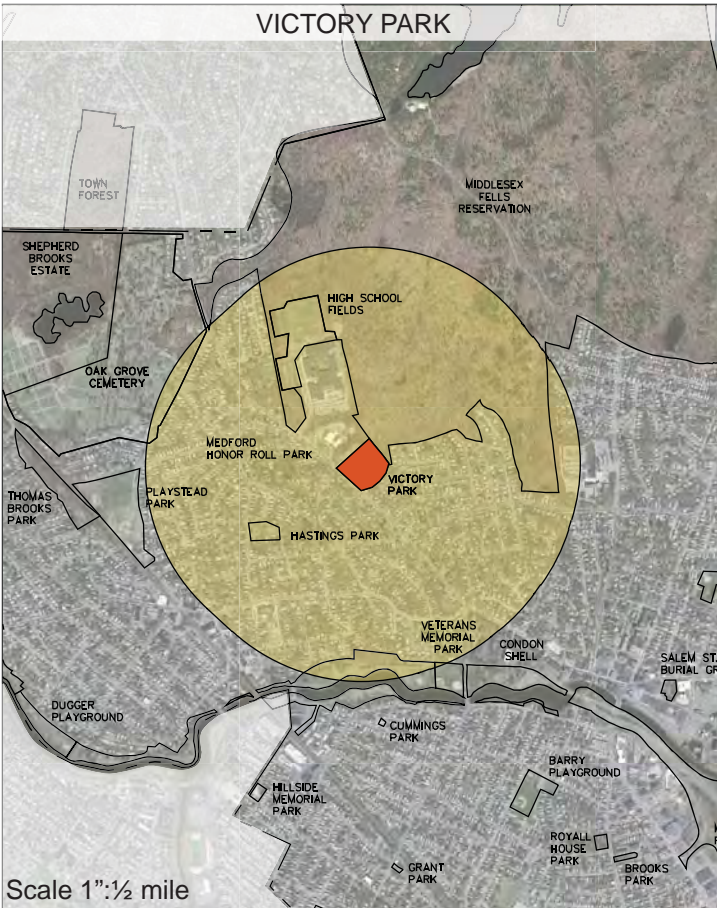 VICTORY PARK
TOWN
FOREST
MIDDLESEX
FELLS
RESERVATION
SHEPHERD
BROOKS
ESTATE
HIGH SCHOOL
FIELDS
OAK GROVE
CEMETERY
MEDFORD
HONOR ROLL PARK
VICTORY
PARK
THOMAS
BROOKS
PARK
PLAYSTEAD
PARK
HASTINGS PARK
VETERANS
MEMORIAL
PARK
CONDON
SHELL
SALEM ST.
BURIAL GR
DUGGER
PLAYGROUND
CUMMINGS
PARK
BARRY
PLAYGROUND
HILLSIDE
MEMORIAL
PARK
ROYALL
HOUSE
PARK
GRANT
PARK
BROOKS
PARK
Scale 1":½ mile